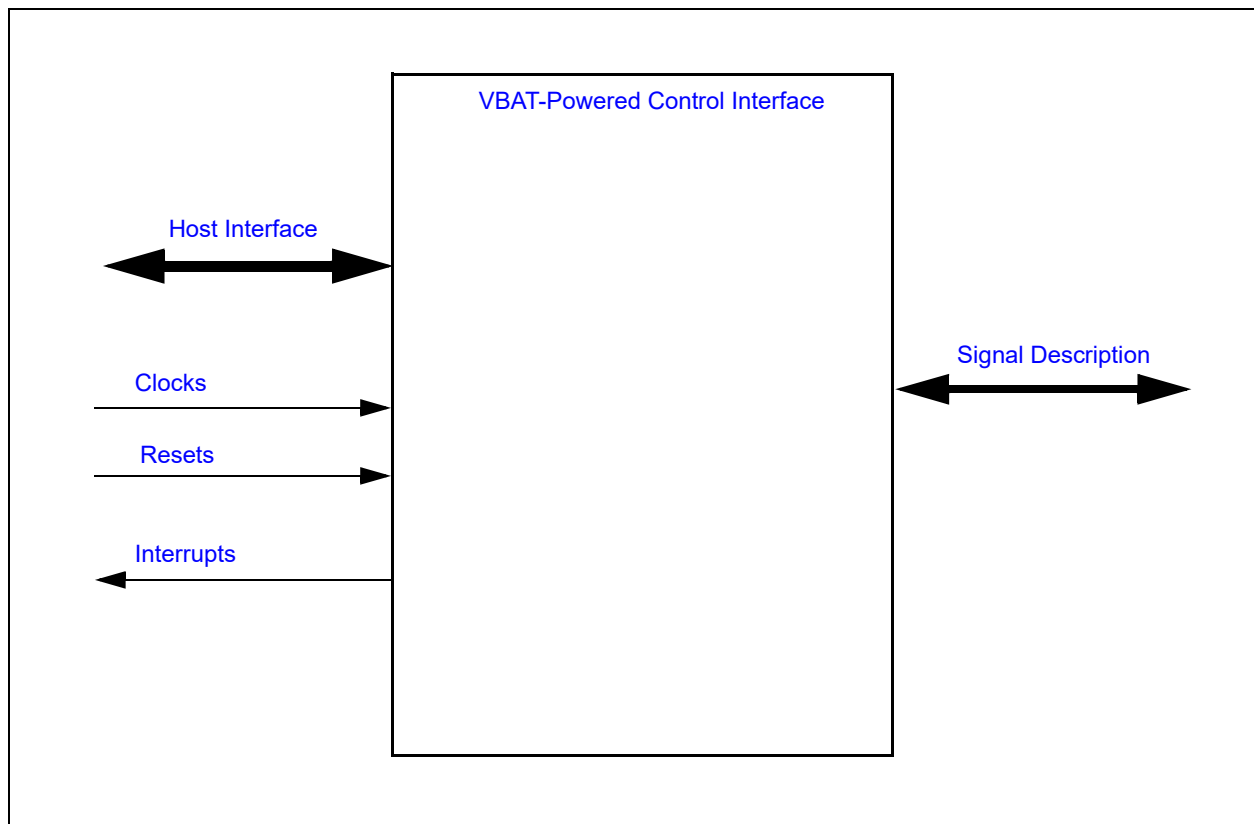 VBAT-Powered Control Interface
Host Interface
Signal Description
Clocks
Resets
Interrupts